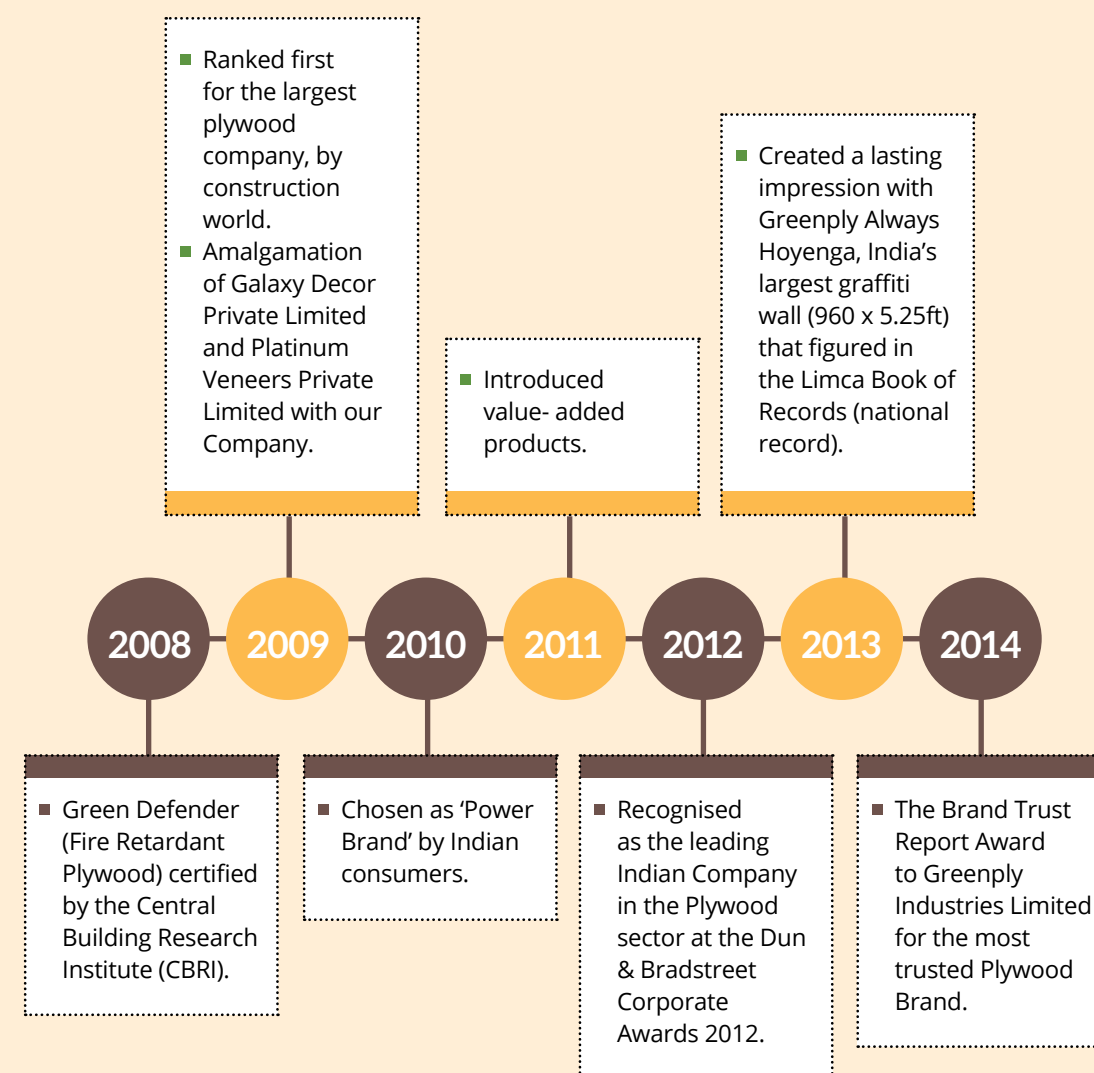 Ranked first
for the largest
plywood
company, by
construction
world.
Amalgamation
of Galaxy Decor
Private Limited
and Platinum
Veneers Private
Limited with our
Company.
Introduced
value- added
products.
Created a lasting
impression with
Greenply Always
Hoyenga, India’s
largest graffiti
wall (960 x 5.25ft)
that figured in
the Limca Book of
Records (national
record).
2008
2009
2010
2011
2012
2013
2014
Green Defender
(Fire Retardant
Plywood) certified
by the Central
Building Research
Institute (CBRI).
Chosen as ‘Power
Brand’ by Indian
consumers.
Recognised
as the leading
Indian Company
in the Plywood
sector at the Dun
& Bradstreet
Corporate
Awards 2012.
The Brand Trust
Report Award
to Greenply
Industries Limited
for the most
trusted Plywood
Brand.